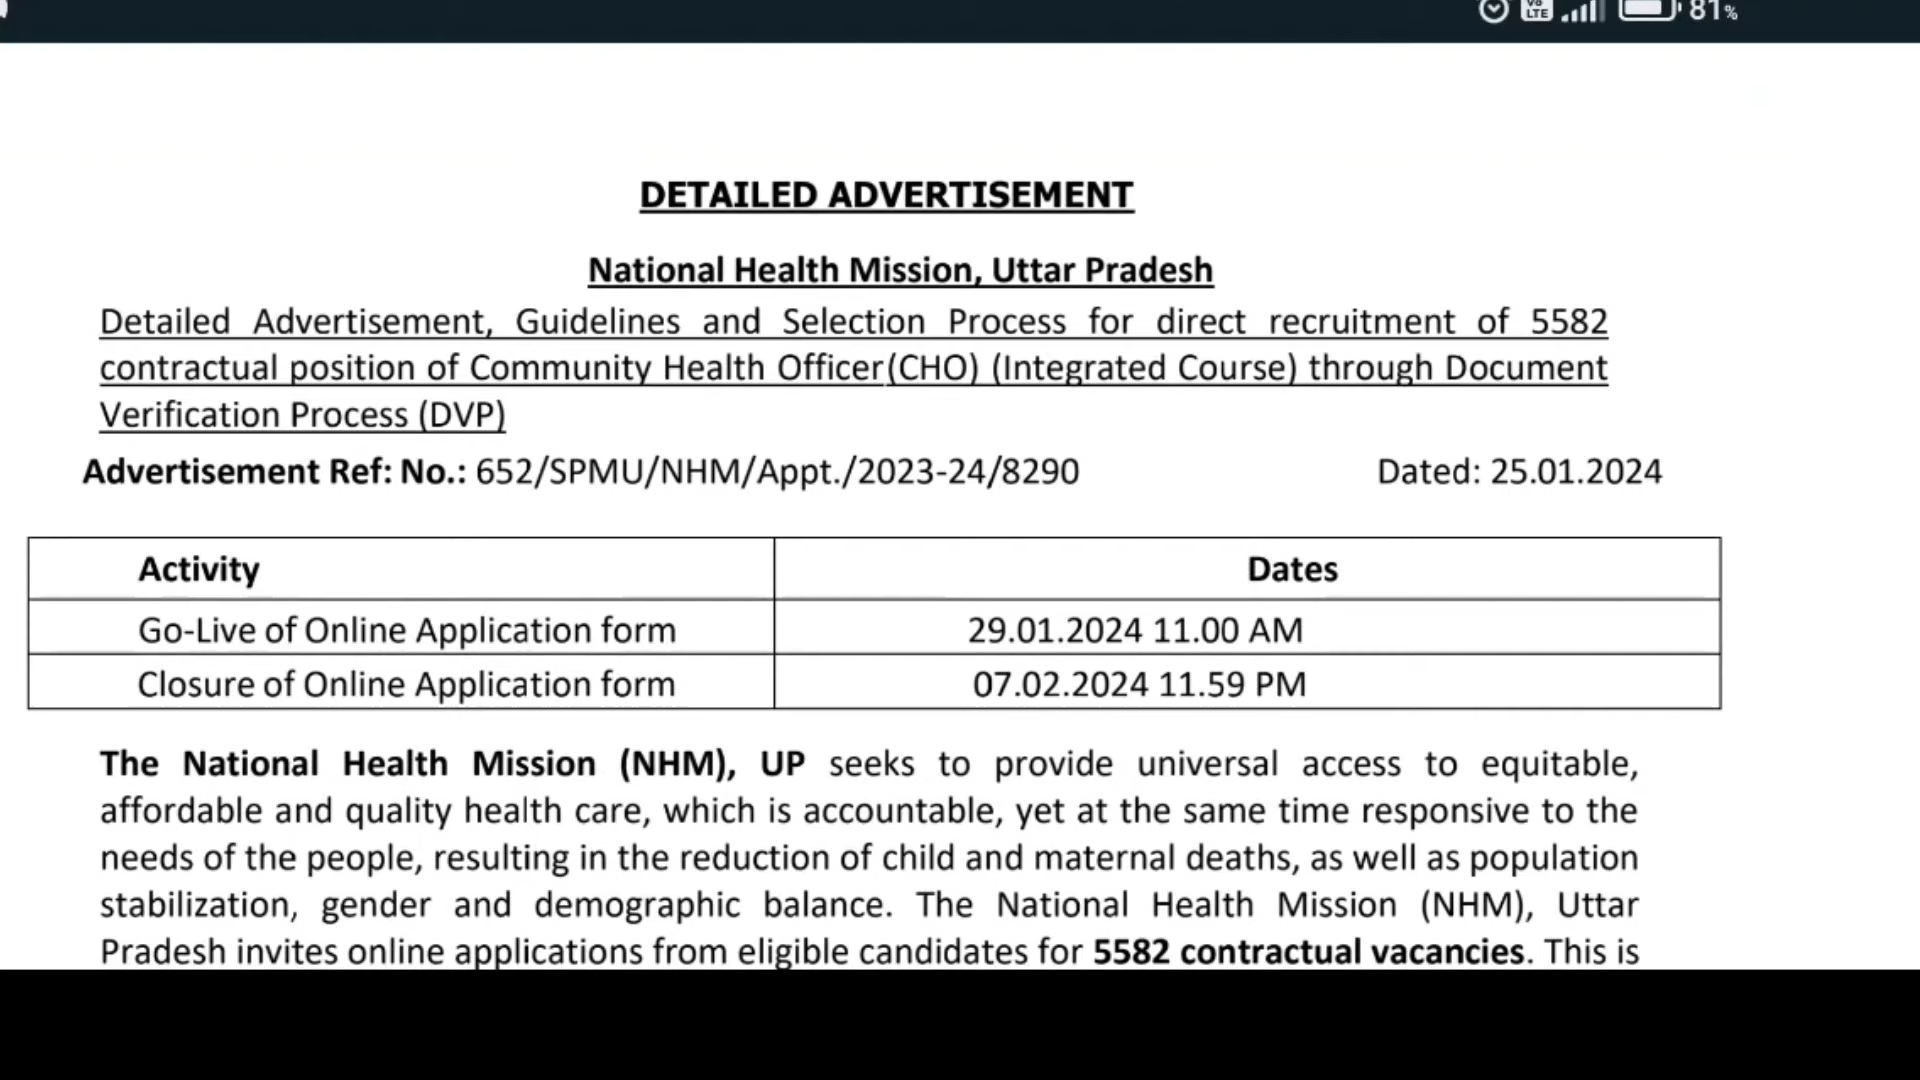 Vo
LTE
81%
DETAILED ADVERTISEMENT
National Health Mission, Uttar Pradesh
Detailed Advertisement, Guidelines and Selection Process for direct recruitment of 5582
contractual position of Community Health Officer(CHO) (Integrated Course) through Document
Verification Process (DVP)
Advertisement Ref: No.: 652/SPMU/NHM/Appt./2023-24/8290 Dated: 25.01.2024
Activity Dates
Go-Live of Online Application form 29.01.2024 11.00 AM
Closure of Online Application form 07.02.2024 11.59 PM
The National Health Mission (NHM), UP seeks to provide universal access to equitable,
affordable and quality health care, which is accountable, yet at the same time responsive to the
needs of the people, resulting in the reduction of child and maternal deaths, as well as population
stabilization, gender and demographic balance. The National Health Mission (NHM), Uttar
Pradesh invites online applications from eligible candidates for 5582 contractual vacancies. This is